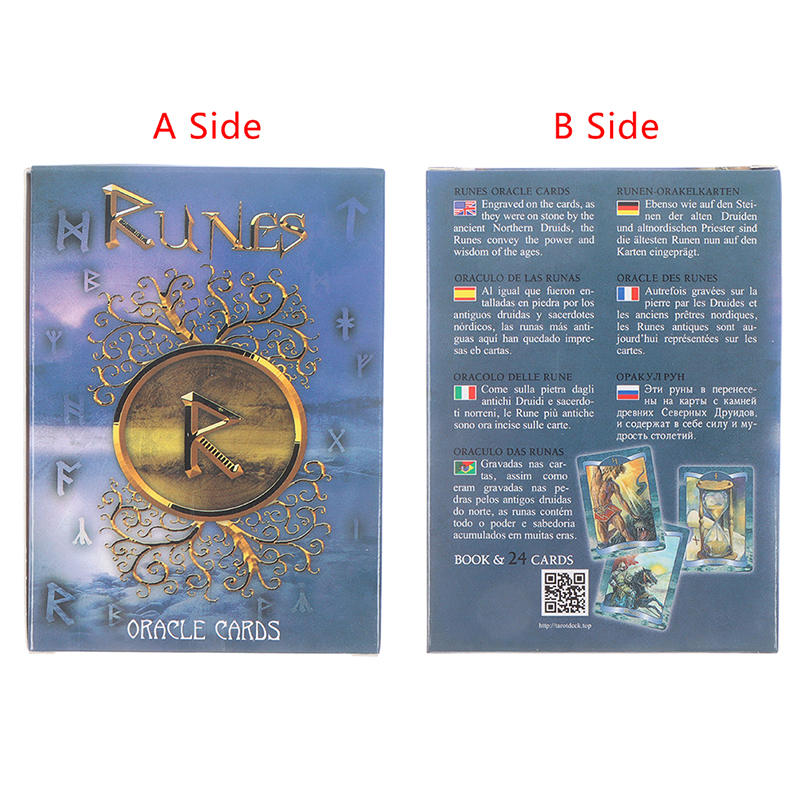 A Side
B Side
RUNES
ORACLE CARDS
RUNES ORACLE CARDS
Engraved on the cards, as
they were on stone by the
ancient Northern Druids, the
Runes convey the power and
wisdom of the ages.
RUNEN-ORAKELKARTEN
Ebenso wie auf den Stei-
nen der alten Druiden
und altnordischen Priester sind
die ältesten Runen nun auf den
Karten eingeprägt.
ORACULO DE LAS RUNAS
Al igual que fueron en-
talladas en piedra por los
antiguos druidas y sacerdotes
nórdicos, las runas más anti-
guas aquí han quedado impre-
sas eb cartas.
ORACLE DES RUNES
Autrefois gravées sur la
pierre par les Druides et
les anciens prêtres nordiques,
les Runes antiques sont au-
jourd'hui représentées sur les
cartes.
ORACOLO DELLE RUNE
Come sulla pietra dagli
antichi Druidi e sacerdo-
ti norreni, le Rune più antiche
sono ora incise sulle carte.
ОРАКУЛ РУН
Эти руны в перенесе-
ны на карты с камней
древних Северных Друидов,
и содержат в себе силу и му-
дрость столетий.
ORACULO DAS RUNAS
Gravadas nas car-
tas, assim como
eram gravadas nas pe-
dras pelos antigos druidas
do norte, as runas contém
todo o poder e sabedoria
acumulados em muitas eras.
BOOK & 24 CARDS
http://tarotdeck.top